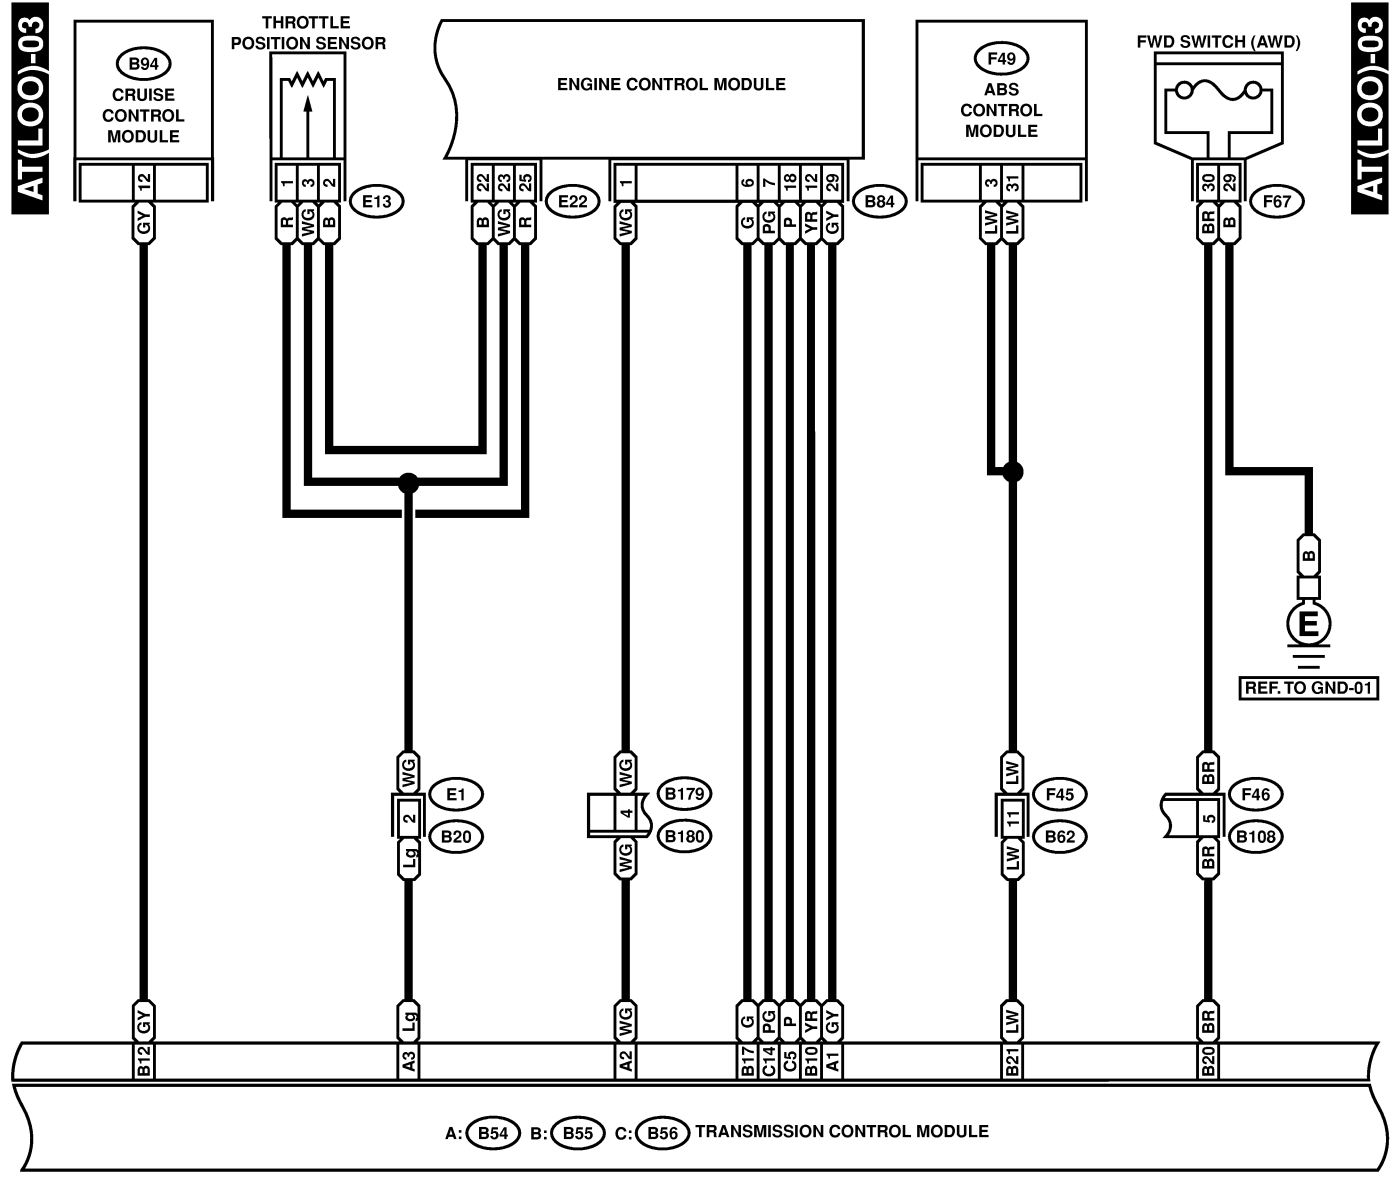 AT(LOO)-03
B94
CRUISE
CONTROL
MODULE
THROTTLE
POSITION SENSOR
ENGINE CONTROL MODULE
F49
ABS
CONTROL
MODULE
FWD SWITCH (AWD)
AT(LOO)-03
12
1 3 2
E13
22 23 25
E22
1
6 7 18 12 29
B84
3 31
30 29
F67
GY
R WG B
B WG R
WG
G PG P YR GY
LW LW
BR B
B
E
REF. TO GND-01
WG
WG
LW
BR
E1
2
B20
B179
4
B180
F45
11
B62
F46
5
B108
Lg
WG
LW
BR
GY
Lg
WG
G PG P YR GY
LW
BR
B12
A3
A2
B17 C14 C5 B10 A1
B21
B20
A: B54 B: B55 C: B56 TRANSMISSION CONTROL MODULE